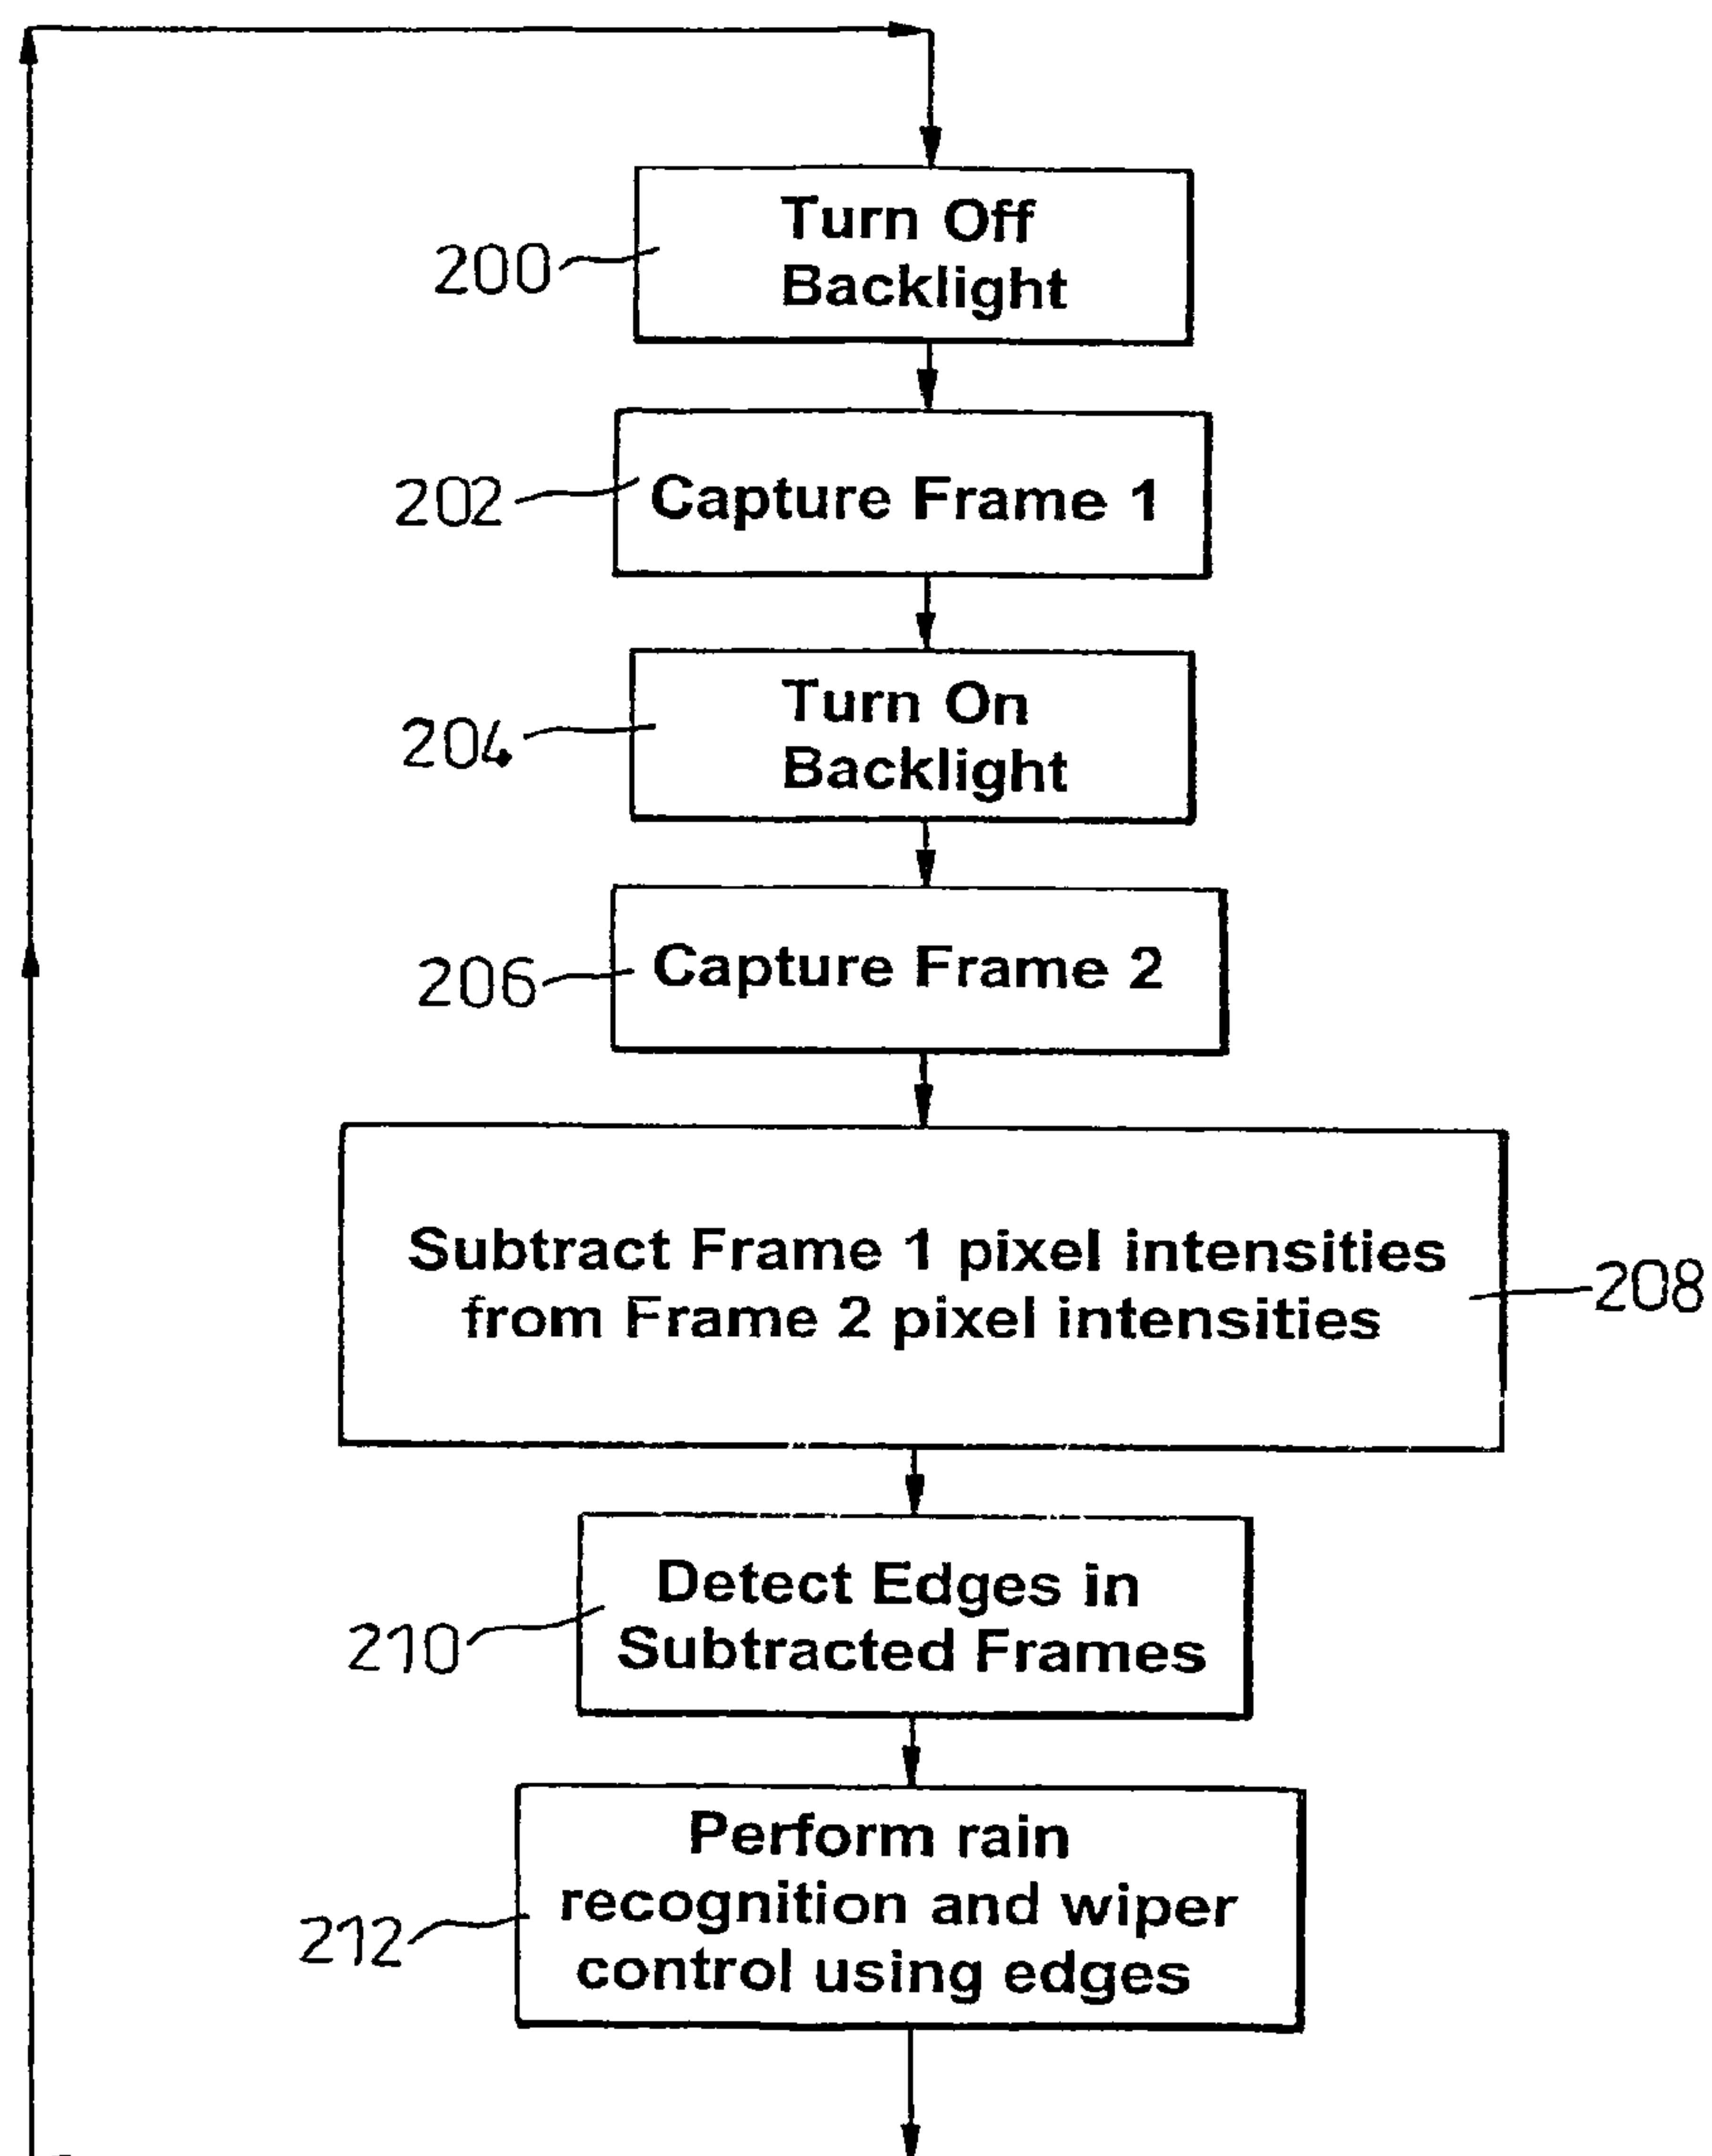 Turn Off
Backlight
200
Capture Frame 1
202
Turn On
Backlight
204
Capture Frame 2
206
Subtract Frame 1 pixel intensities
from Frame 2 pixel intensities
208
Detect Edges in
Subtracted Frames
210
Perform rain
recognition and wiper
control using edges
212